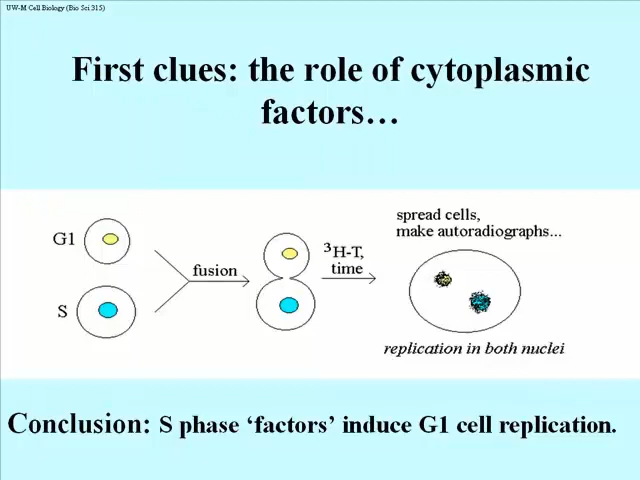 UW-M Cell Biology (Bio Sci 315)
First clues: the role of cytoplasmic
factors…
spread cells,
make autoradiographs...
G1
fusion
³H-T,
time
S
replication in both nuclei
Conclusion: S phase ‘factors’ induce G1 cell replication.